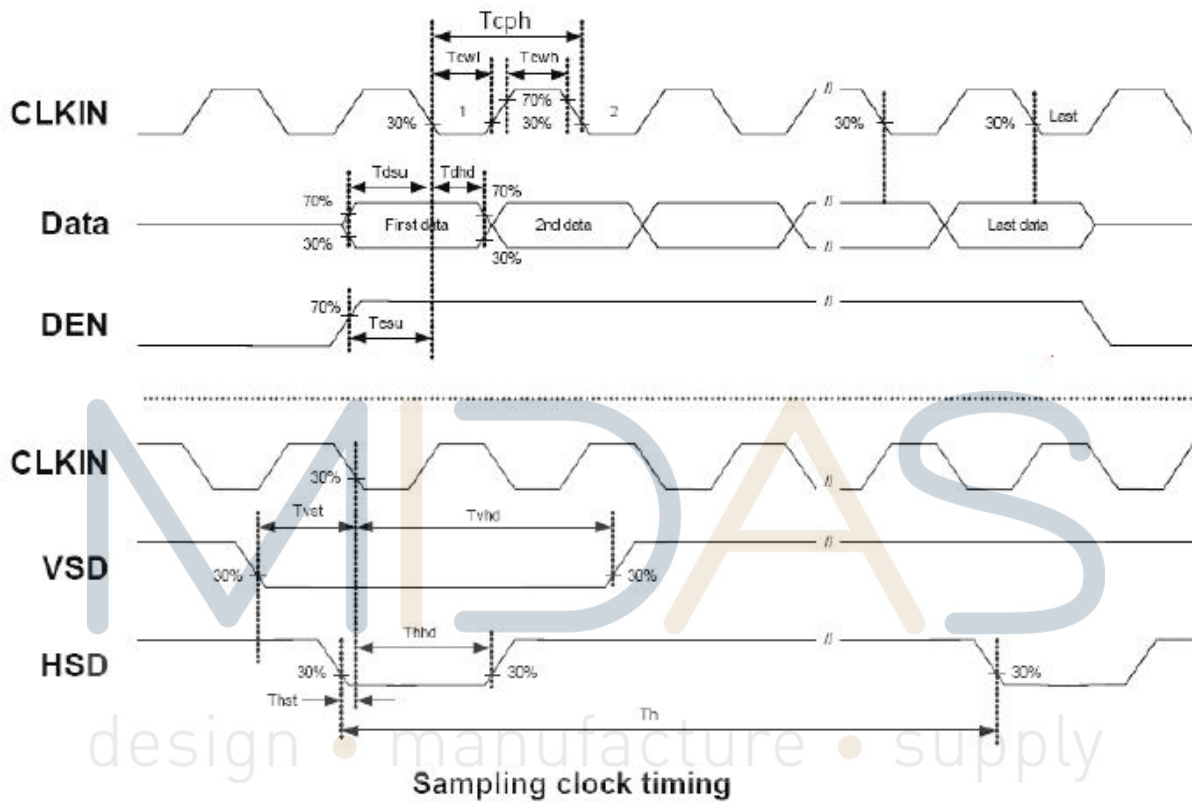 Tcph
Tcwl
Tcwh
CLKIN
30%
1
70%
30%
2
30%
30%
Last
Tdsu
Tdhd
70%
70%
Data
First data
2nd data
Last data
30%
30%
DEN
70%
Tesu
MIDAS
CLKIN
30%
Tvst
Tvhd
VSD
30%
30%
Thhd
HSD
30%
30%
30%
Thst
Th
design • manufacture • supply
Sampling clock timing